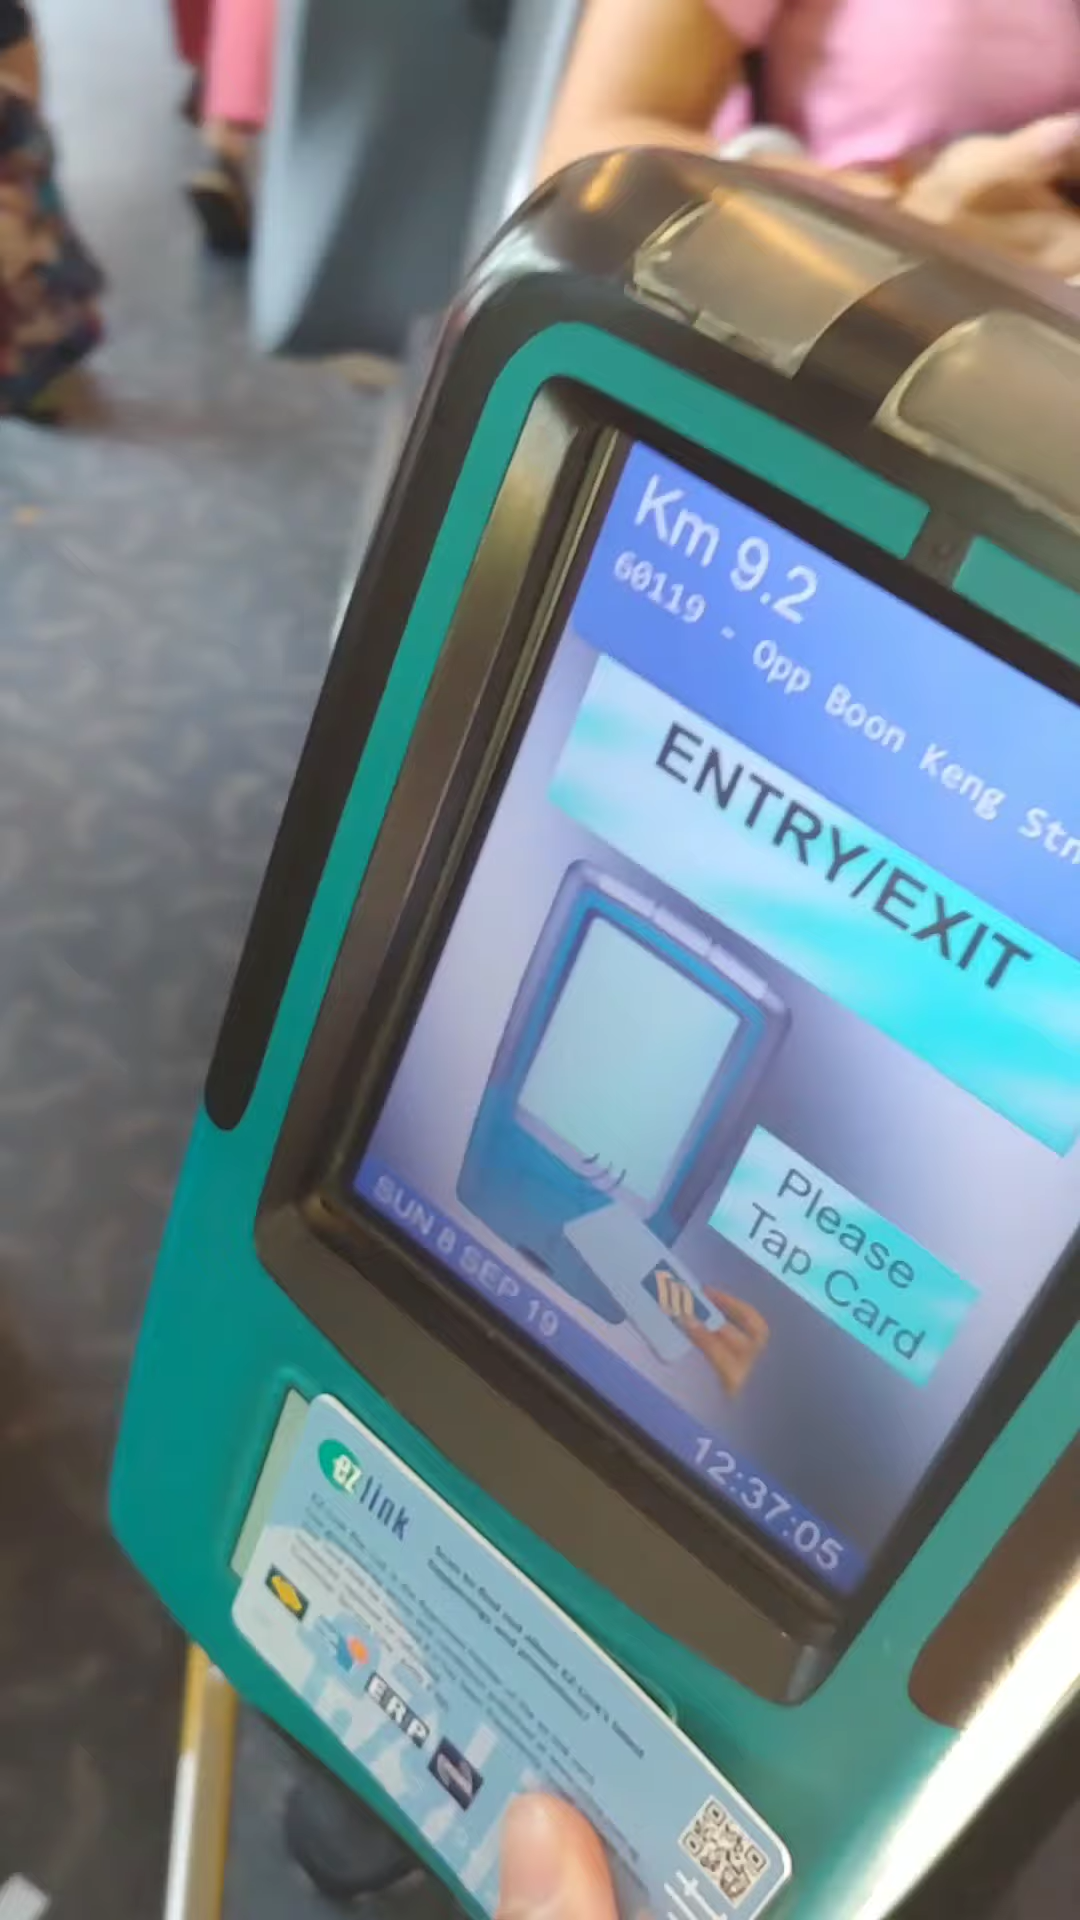 Km 9.2
60119 - Opp Boon Keng Stn
ENTRY/EXIT
Please
Tap Card
SUN 8 SEP 19
12:37:05
ez link
ERP